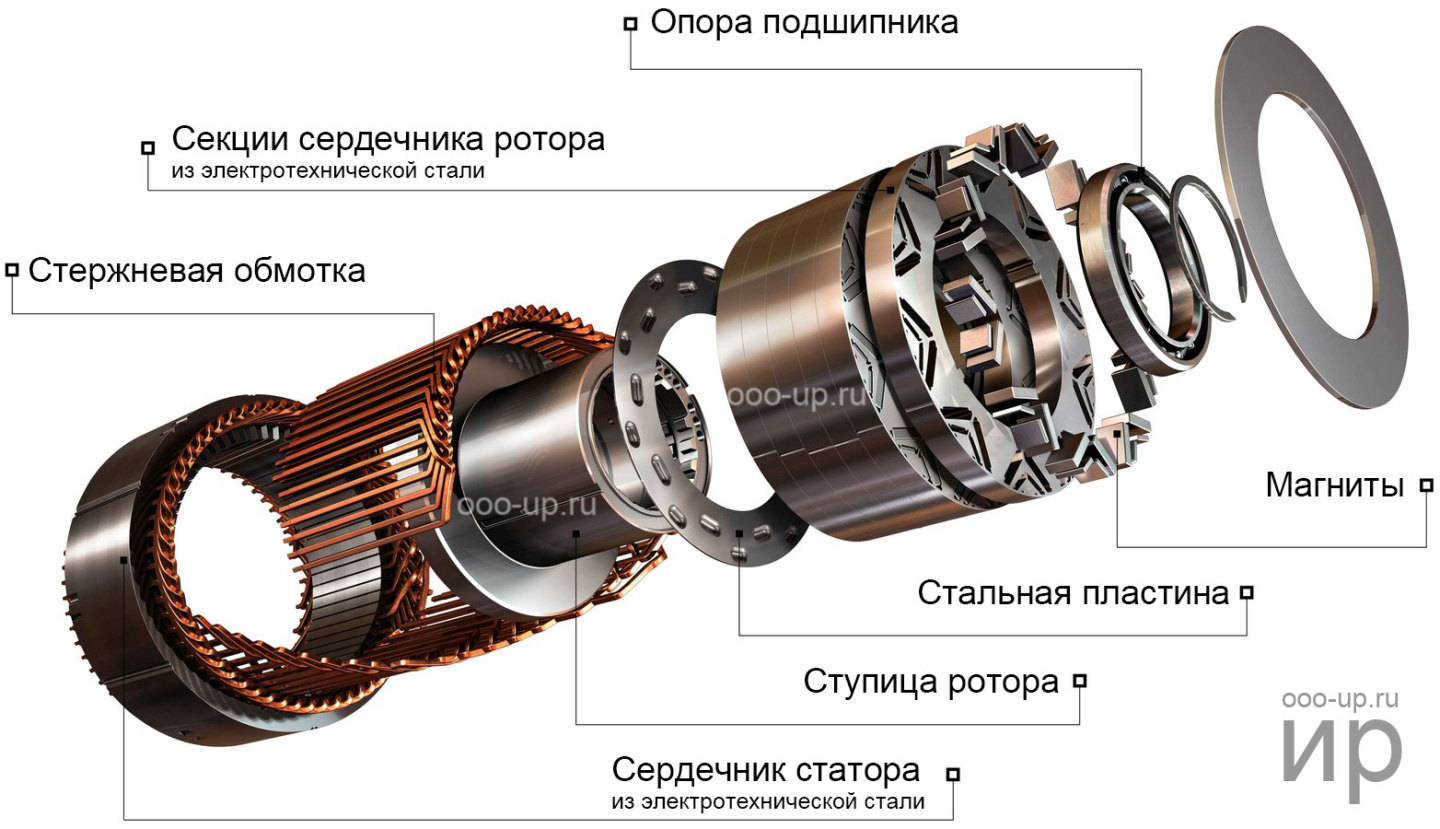 Опора подшипника
Секции сердечника ротора
из электротехнической стали
Стержневая обмотка
ooo-up.ru
ooo-up.ru
Магниты
Стальная пластина
Ступица ротора
ooo-up.ru
ир
Сердечник статора
из электротехнической стали